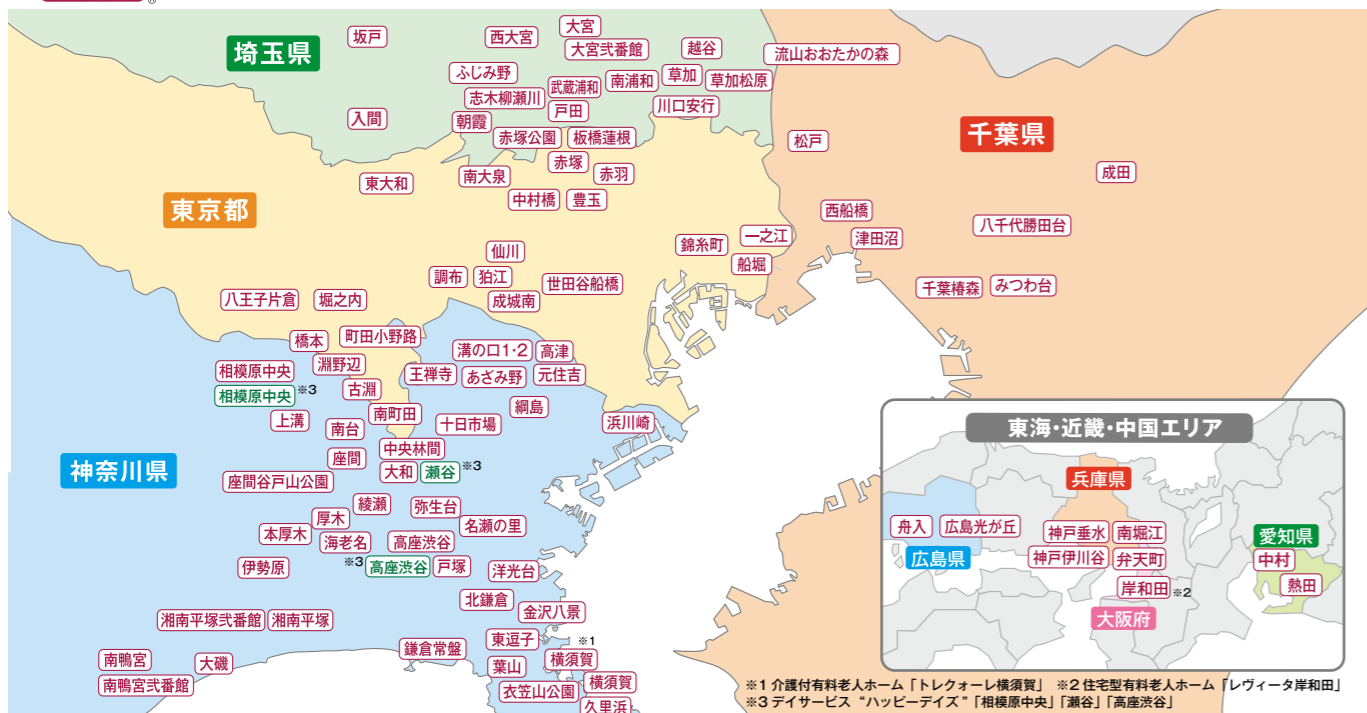 ®
埼玉県
坂戸
西大宮
大宮
大宮弐番館
越谷
流山おおたかの森
ふじみ野
武蔵浦和
南浦和
草加
草加松原
志木柳瀬川
戸田
川口安行
入間
朝霞
赤塚公園
板橋蓮根
松戸
千葉県
赤塚
赤羽
成田
東大和
南大泉
中村橋
豊玉
東京都
西船橋
八千代勝田台
津田沼
一之江
錦糸町
船堀
仙川
調布
狛江
世田谷船橋
成城南
千葉椿森
みつわ台
八王子片倉
堀之内
橋本
町田小野路
溝の口1・2
高津
相模原中央
淵野辺
王禅寺
あざみ野
元住吉
相模原中央
※3
古淵
綱島
上溝
南台
南町田
十日市場
浜川崎
中央林間
座間
大和
瀬谷
※3
神奈川県
座間谷戸山公園
綾瀬
弥生台
厚木
名瀬の里
本厚木
海老名
高座渋谷
※3
高座渋谷
戸塚
伊勢原
洋光台
北鎌倉
金沢八景
湘南平塚弐番館
湘南平塚
鎌倉常盤
東逗子
※1
横須賀
南鴨宮
大磯
葉山
横須賀
南鴨宮弐番館
衣笠山公園
久里浜
東海・近畿・中国エリア
兵庫県
舟入
広島光が丘
神戸垂水
南堀江
愛知県
広島県
神戸伊川谷
弁天町
中村
岸和田
※2
熱田
大阪府
※1 介護付有料老人ホーム「トレクォーレ横須賀」 ※2 住宅型有料老人ホーム「レヴィータ岸和田」
※3 デイサービス “ハッピーデイズ”「相模原中央」「瀬谷」「高座渋谷」